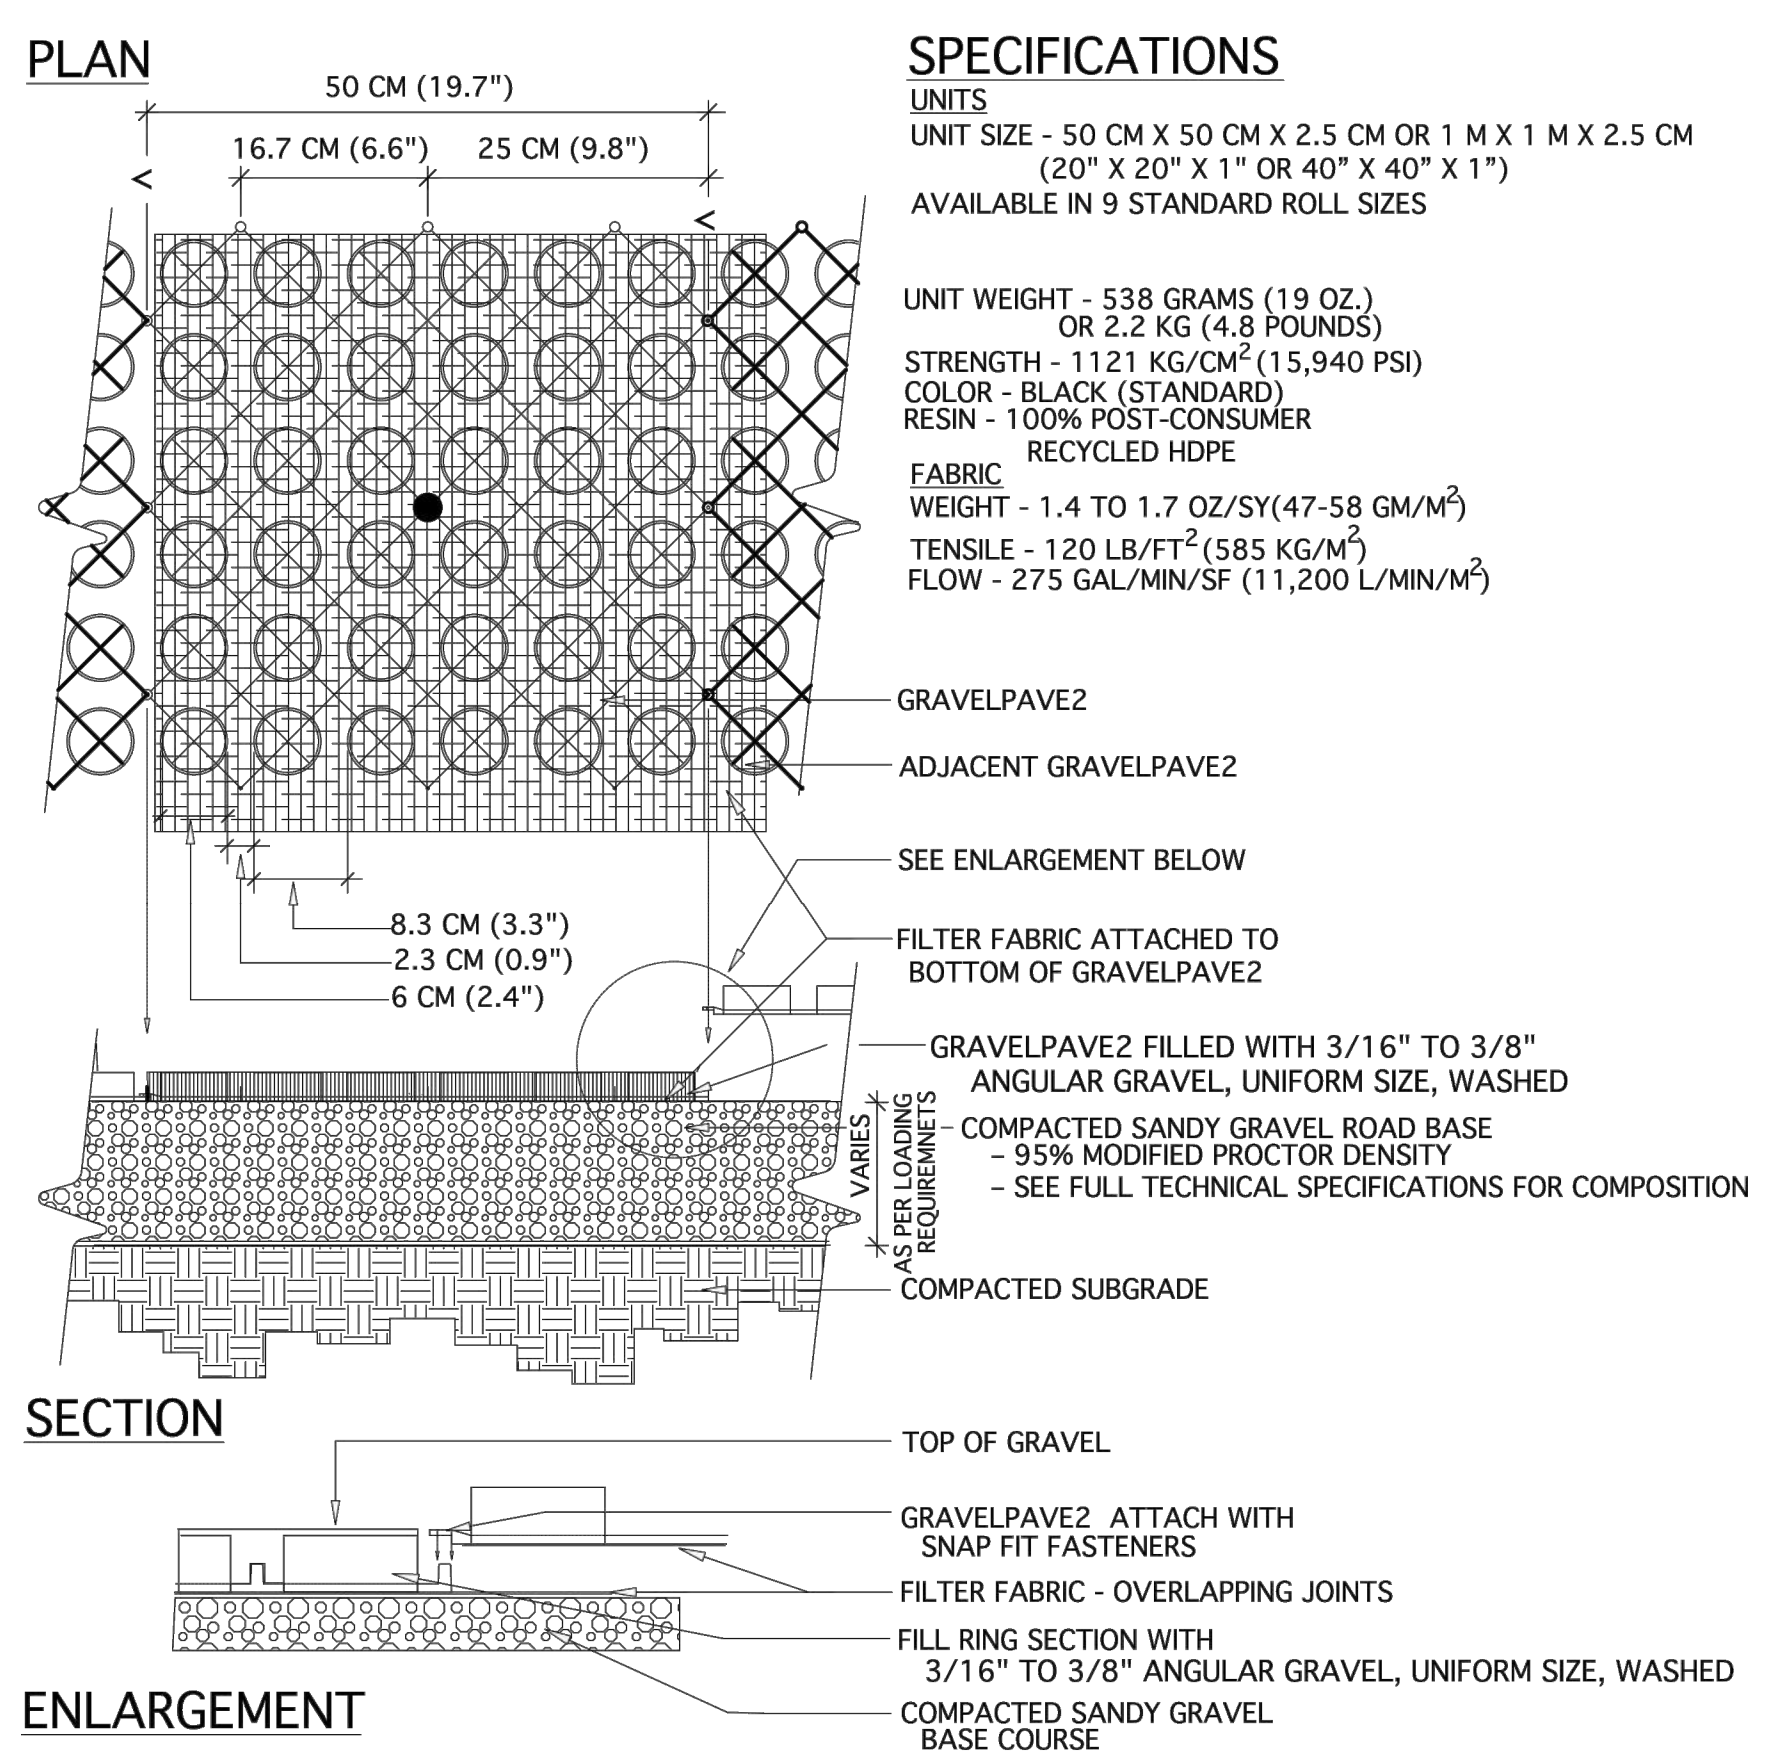 PLAN
50 CM (19.7")
16.7 CM (6.6")
25 CM (9.8")
8.3 CM (3.3")
2.3 CM (0.9")
6 CM (2.4")
SPECIFICATIONS
UNITS
UNIT SIZE - 50 CM X 50 CM X 2.5 CM OR 1 M X 1 M X 2.5 CM
(20" X 20" X 1" OR 40” X 40” X 1”)
AVAILABLE IN 9 STANDARD ROLL SIZES
UNIT WEIGHT - 538 GRAMS (19 OZ.)
OR 2.2 KG (4.8 POUNDS)
STRENGTH - 1121 KG/CM² (15,940 PSI)
COLOR - BLACK (STANDARD)
RESIN - 100% POST-CONSUMER
RECYCLED HDPE
FABRIC
WEIGHT - 1.4 TO 1.7 OZ/SY(47-58 GM/M²)
TENSILE - 120 LB/FT² (585 KG/M²)
FLOW - 275 GAL/MIN/SF (11,200 L/MIN/M²)
GRAVELPAVE2
ADJACENT GRAVELPAVE2
SEE ENLARGEMENT BELOW
FILTER FABRIC ATTACHED TO
BOTTOM OF GRAVELPAVE2
GRAVELPAVE2 FILLED WITH 3/16" TO 3/8"
ANGULAR GRAVEL, UNIFORM SIZE, WASHED
VARIES
AS PER LOADING
REQUIREMNETS
COMPACTED SANDY GRAVEL ROAD BASE
– 95% MODIFIED PROCTOR DENSITY
– SEE FULL TECHNICAL SPECIFICATIONS FOR COMPOSITION
COMPACTED SUBGRADE
SECTION
TOP OF GRAVEL
GRAVELPAVE2 ATTACH WITH
SNAP FIT FASTENERS
FILTER FABRIC - OVERLAPPING JOINTS
FILL RING SECTION WITH
3/16" TO 3/8" ANGULAR GRAVEL, UNIFORM SIZE, WASHED
COMPACTED SANDY GRAVEL
BASE COURSE
ENLARGEMENT